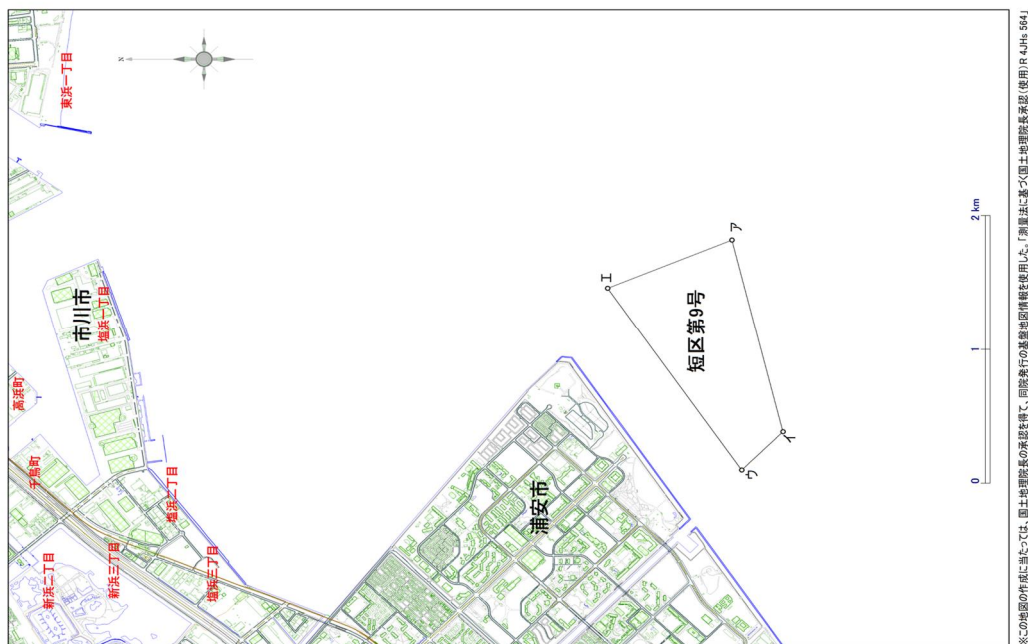 東浜一丁目
N
市川市
塩浜一丁目
高浜町
千鳥町
塩浜二丁目
新浜二丁目
新浜三丁目
塩浜三丁目
浦安市
エ
ア
短区第9号
イ
ウ
0 1 2 km
※の地図の作成に当たっては、国土地理院長の承認を得て、同院発行の基盤地図情報を使用した。「測量法に基づく国土地理院長承認(使用)R 4JHs 564」